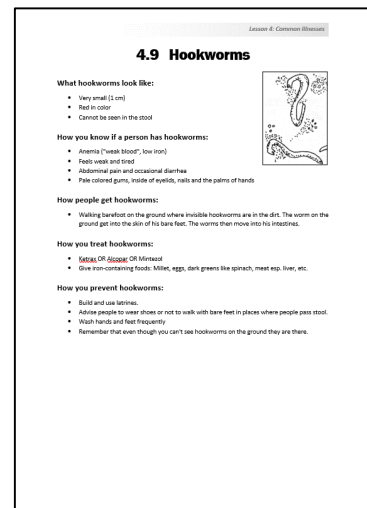 Lesson 4: Common Illnesses
4.9 Hookworms
What hookworms look like:
• Very small (1 cm)
• Red in color
• Cannot be seen in the stool
How you know if a person has hookworms:
• Anemia ("weak blood", low iron)
• Feels weak and tired
• Abdominal pain and occasional diarrhea
• Pale colored gums, inside of eyelids, nails and the palms of hands
How people get hookworms:
• Walking barefoot on the ground where invisible hookworms are in the dirt. The worm on the
ground get into the skin of his bare feet. The worms then move into his intestines.
How you treat hookworms:
• Ketrax OR Alcopar OR Mintezol
• Give iron-containing foods: Millet, eggs, dark greens like spinach, meat esp. liver, etc.
How you prevent hookworms:
• Build and use latrines.
• Advise people to wear shoes or not to walk with bare feet in places where people pass stool.
• Wash hands and feet frequently
• Remember that even though you can't see hookworms on the ground they are there.